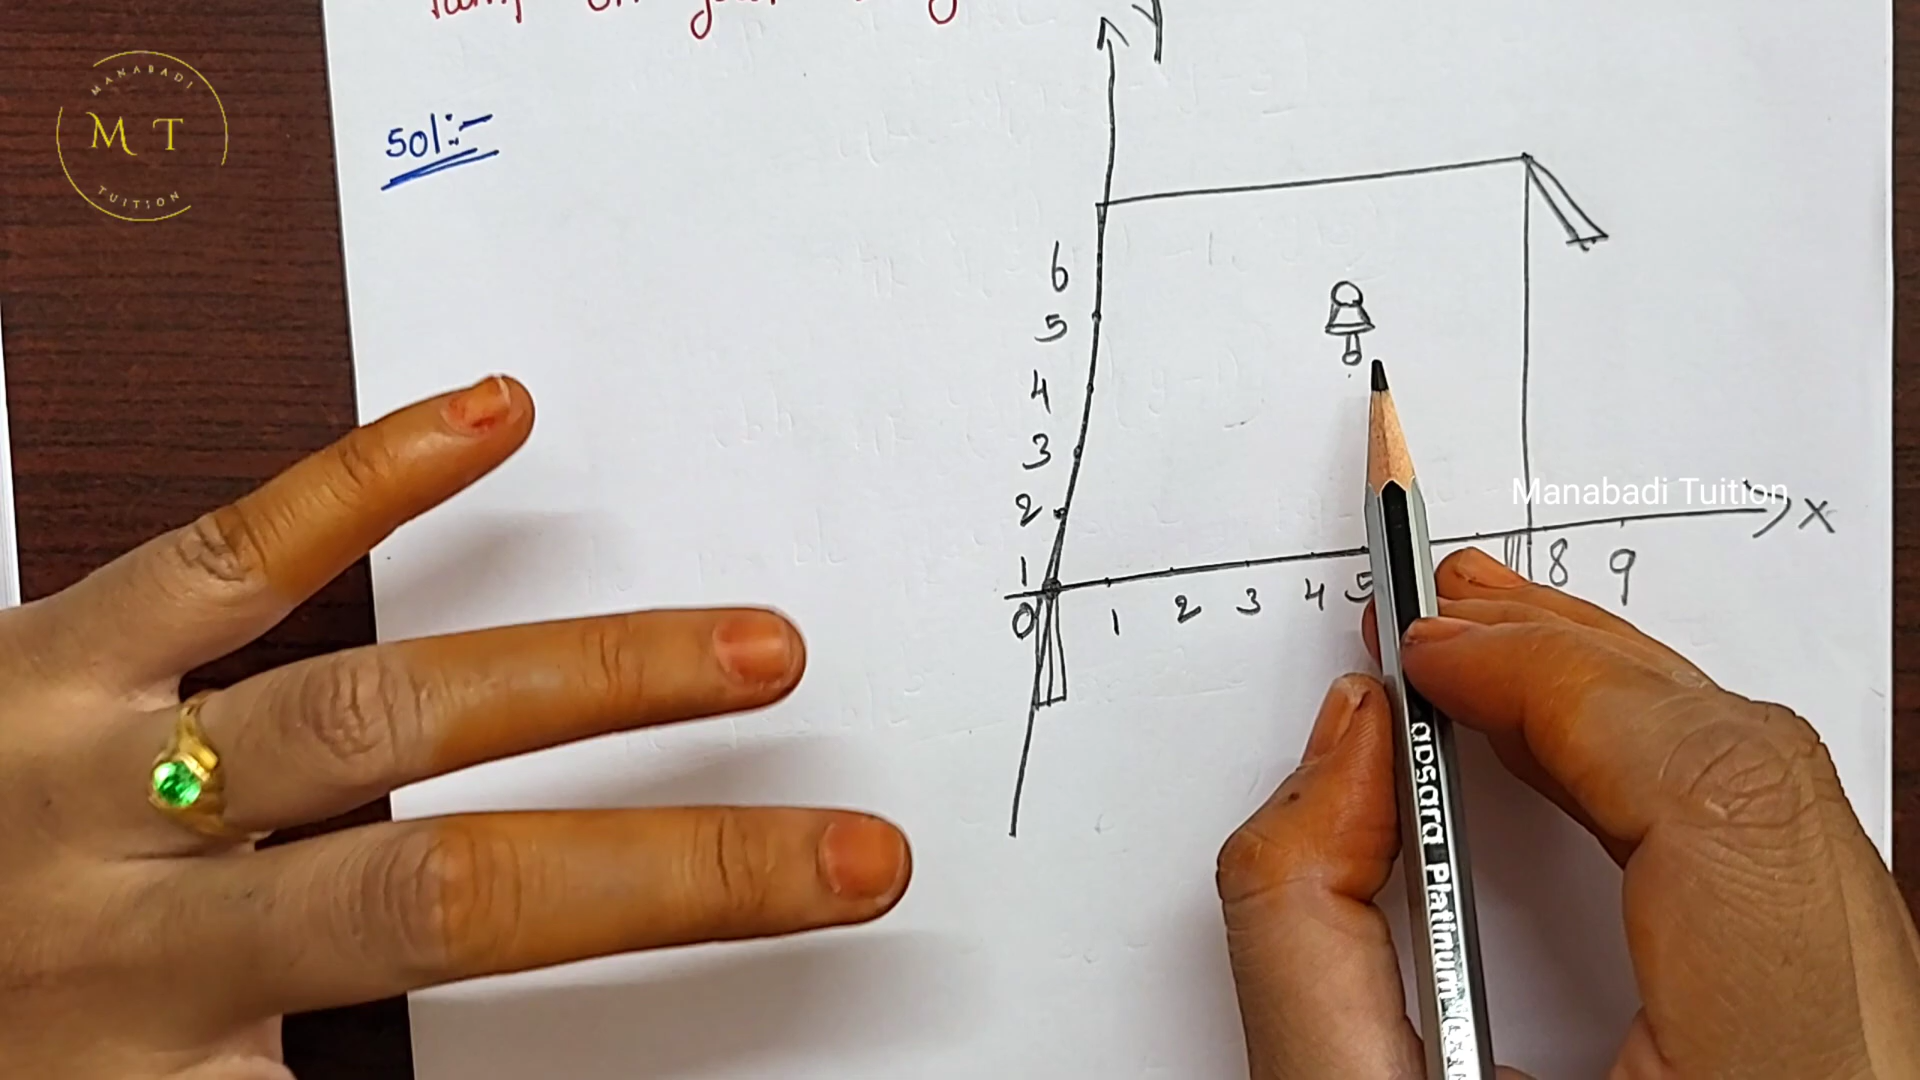 MANABADI
M T
TUITION
Sol:-
Y
6
5
4
3
2
1
0
1 2 3 4 5 8 9
X
Manabadi Tuition
apsara Platinum